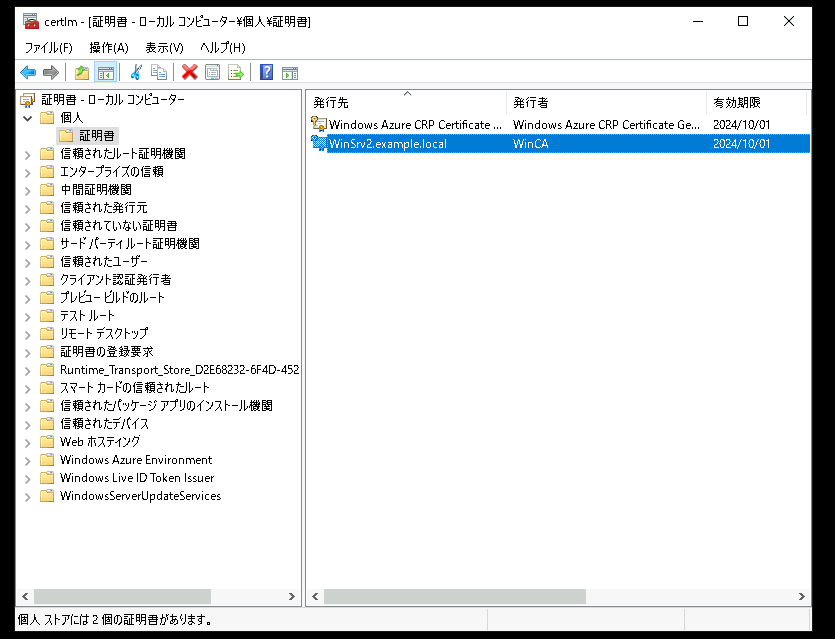 certlm - [証明書 - ローカル コンピューター¥個人¥証明書]
ファイル(F) 操作(A) 表示(V) ヘルプ(H)
証明書 - ローカル コンピューター
個人
証明書
信頼されたルート証明機関
エンタープライズの信頼
中間証明機関
信頼された発行元
信頼されていない証明書
サード パーティ ルート証明機関
信頼されたユーザー
クライアント認証発行者
プレビュー ビルドのルート
テスト ルート
リモート デスクトップ
証明書の登録要求
Runtime_Transport_Store_D2E68232-6F4D-452
スマート カードの信頼されたルート
信頼されたパッケージ アプリのインストール機関
信頼されたデバイス
Web ホスティング
Windows Azure Environment
Windows Live ID Token Issuer
WindowsServerUpdateServices
発行先 発行者 有効期限
Windows Azure CRP Certificate ... Windows Azure CRP Certificate Ge... 2024/10/01
WinSrv2.example.local WinCA 2024/10/01
個人 ストアには 2 個の証明書があります。